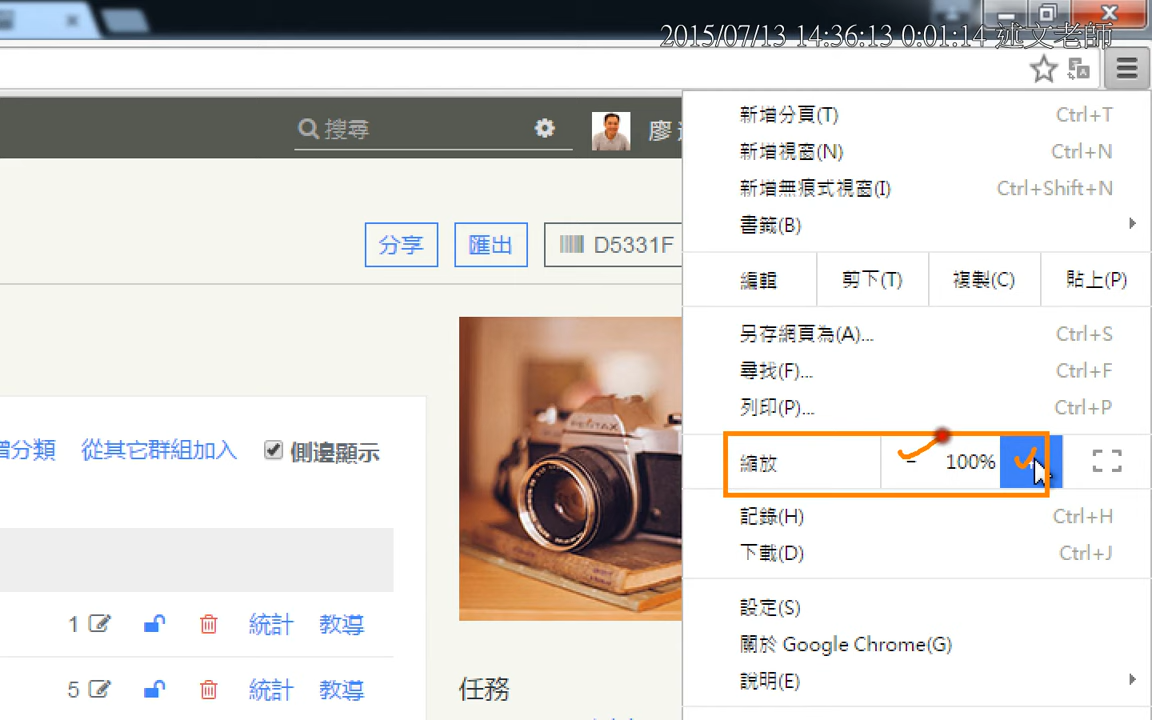 2015/07/13 14:36:13 0:01:14 述文老師
搜尋
廖
分享
匯出
D5331F
新增分頁(T) Ctrl+T
新增視窗(N) Ctrl+N
新增無痕式視窗(I) Ctrl+Shift+N
書籤(B)
編輯 剪下(T) 複製(C) 貼上(P)
另存網頁為(A)... Ctrl+S
尋找(F)... Ctrl+F
列印(P)... Ctrl+P
縮放 - 100% +
記錄(H) Ctrl+H
下載(D) Ctrl+J
設定(S)
關於 Google Chrome(G)
說明(E)
PENTAX
分類 從其它群組加入 側邊顯示
1 統計 教導
5 統計 教導
任務